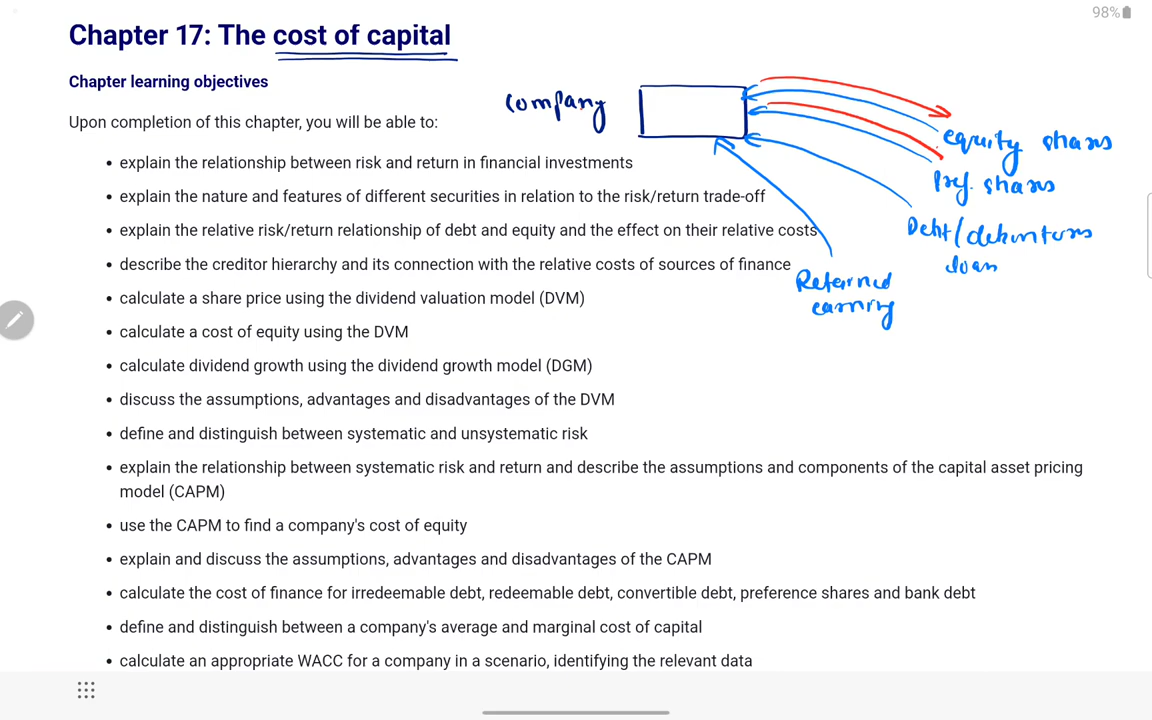 98%
Chapter 17: The cost of capital
Chapter learning objectives
company
Upon completion of this chapter, you will be able to:
equity shares
Pref. shares
Debt/debentures
loan
Retained
earning
• explain the relationship between risk and return in financial investments
• explain the nature and features of different securities in relation to the risk/return trade-off
• explain the relative risk/return relationship of debt and equity and the effect on their relative costs
• describe the creditor hierarchy and its connection with the relative costs of sources of finance
• calculate a share price using the dividend valuation model (DVM)
• calculate a cost of equity using the DVM
• calculate dividend growth using the dividend growth model (DGM)
• discuss the assumptions, advantages and disadvantages of the DVM
• define and distinguish between systematic and unsystematic risk
• explain the relationship between systematic risk and return and describe the assumptions and components of the capital asset pricing
model (CAPM)
• use the CAPM to find a company's cost of equity
• explain and discuss the assumptions, advantages and disadvantages of the CAPM
• calculate the cost of finance for irredeemable debt, redeemable debt, convertible debt, preference shares and bank debt
• define and distinguish between a company's average and marginal cost of capital
• calculate an appropriate WACC for a company in a scenario, identifying the relevant data